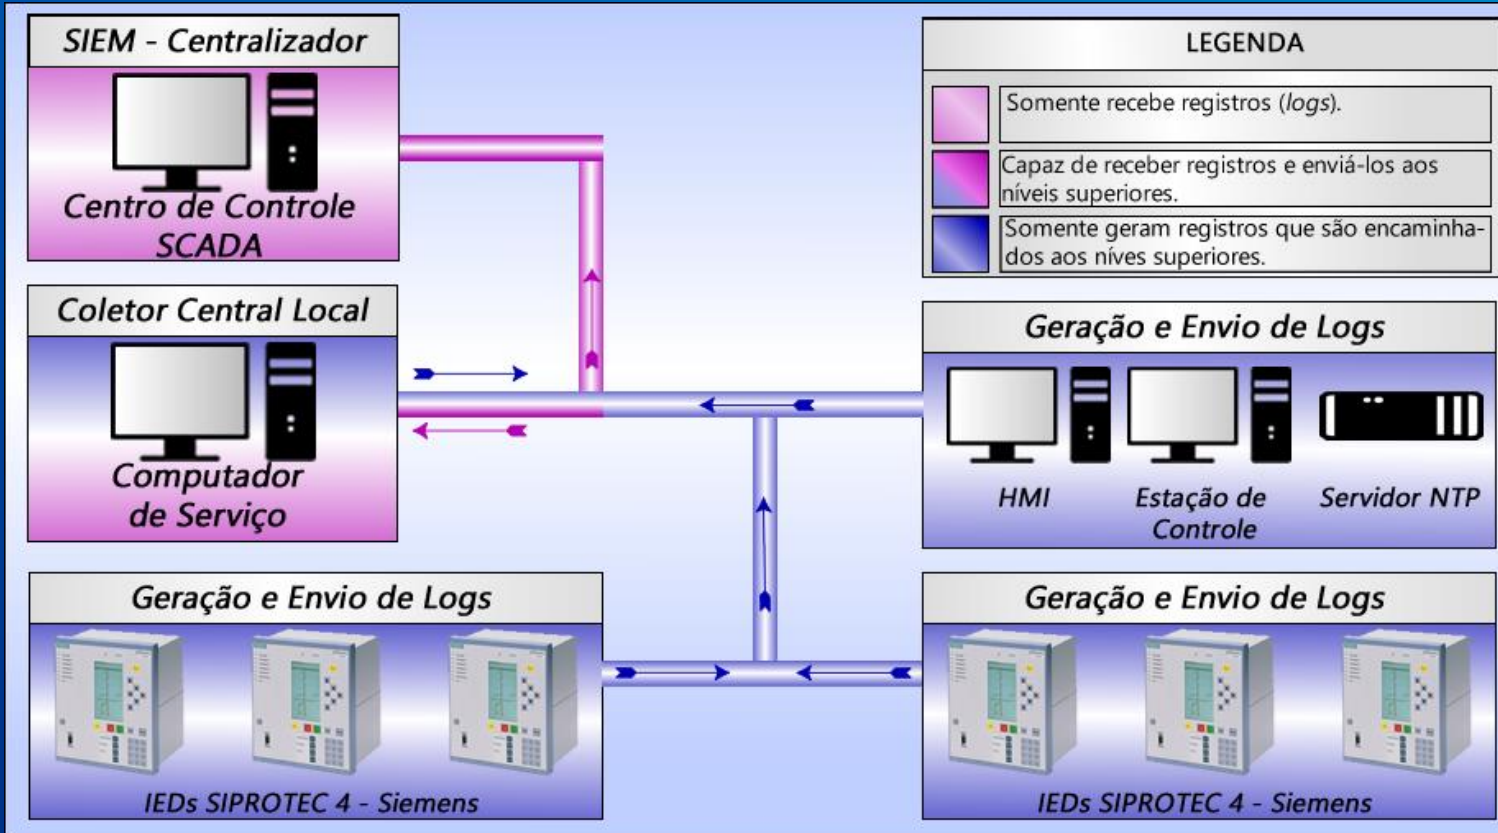 SIEM - Centralizador
Centro de Controle
SCADA
LEGENDA
Somente recebe registros (logs).
Capaz de receber registros e enviá-los aos
níveis superiores.
Somente geram registros que são encaminha-
dos aos níves superiores.
Coletor Central Local
Computador
de Serviço
Geração e Envio de Logs
HMI
Estação de
Controle
Servidor NTP
Geração e Envio de Logs
IEDs SIPROTEC 4 - Siemens
Geração e Envio de Logs
IEDs SIPROTEC 4 - Siemens